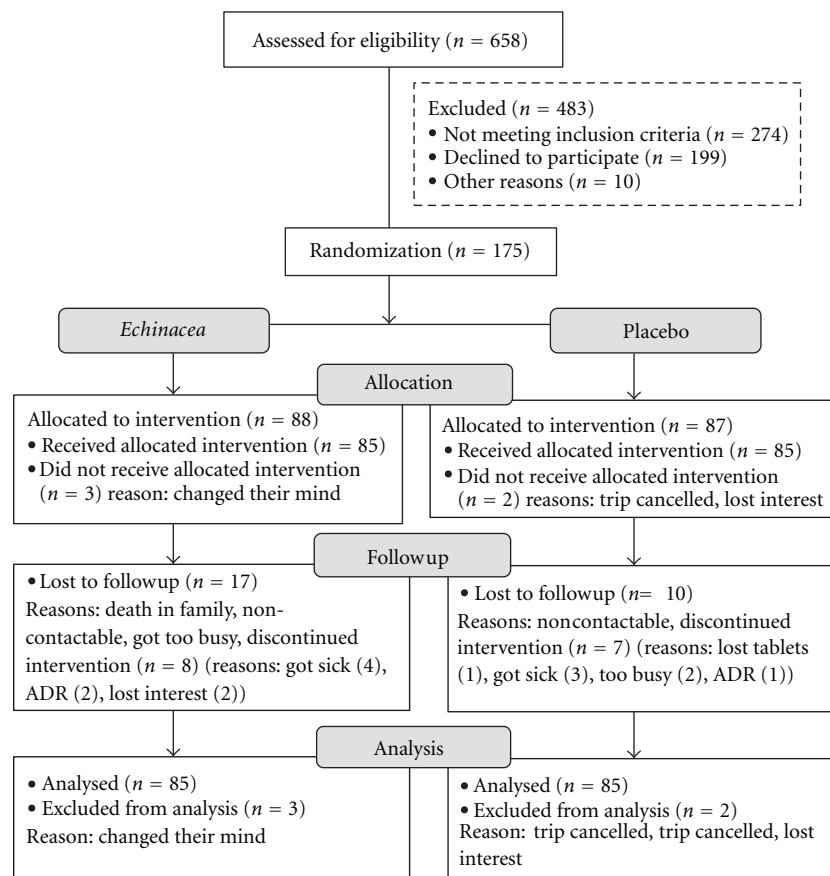 Assessed for eligibility (n = 658)
Excluded (n = 483)
• Not meeting inclusion criteria (n = 274)
• Declined to participate (n = 199)
• Other reasons (n = 10)
Randomization (n = 175)
Echinacea
Placebo
Allocation
Allocated to intervention (n = 88)
• Received allocated intervention (n = 85)
• Did not receive allocated intervention
(n = 3) reason: changed their mind
Allocated to intervention (n = 87)
• Received allocated intervention (n = 85)
• Did not receive allocated intervention
(n = 2) reasons: trip cancelled, lost interest
Followup
• Lost to followup (n = 17)
Reasons: death in family, non-
contactable, got too busy, discontinued
intervention (n = 8) (reasons: got sick (4),
ADR (2), lost interest (2))
• Lost to followup (n= 10)
Reasons: noncontactable, discontinued
intervention (n = 7) (reasons: lost tablets
(1), got sick (3), too busy (2), ADR (1))
Analysis
• Analysed (n = 85)
• Excluded from analysis (n = 3)
Reason: changed their mind
• Analysed (n = 85)
• Excluded from analysis (n = 2)
Reason: trip cancelled, trip cancelled, lost
interest